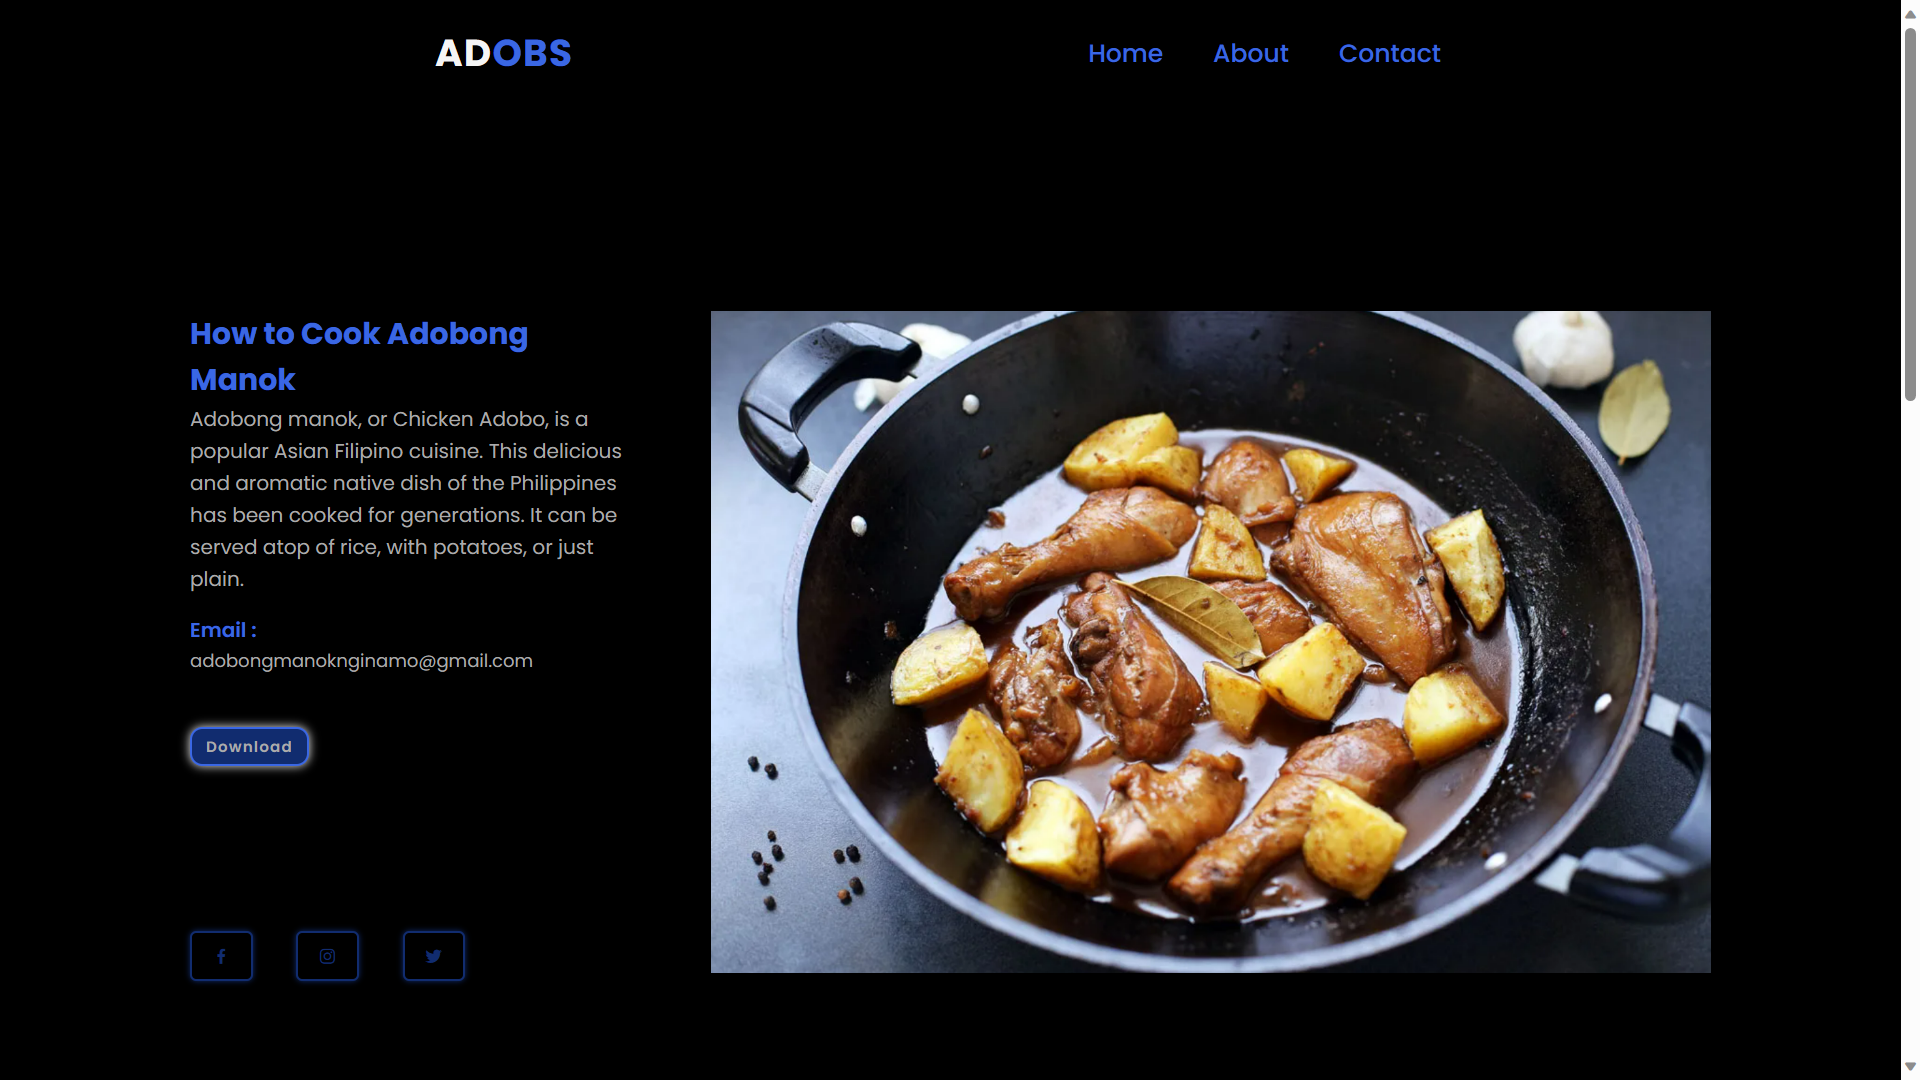 ADOBS
Home
About
Contact
How to Cook Adobong
Manok
Adobong manok, or Chicken Adobo, is a
popular Asian Filipino cuisine. This delicious
and aromatic native dish of the Philippines
has been cooked for generations. It can be
served atop of rice, with potatoes, or just
plain.
Email :
adobongmanoknginamo@gmail.com
Download